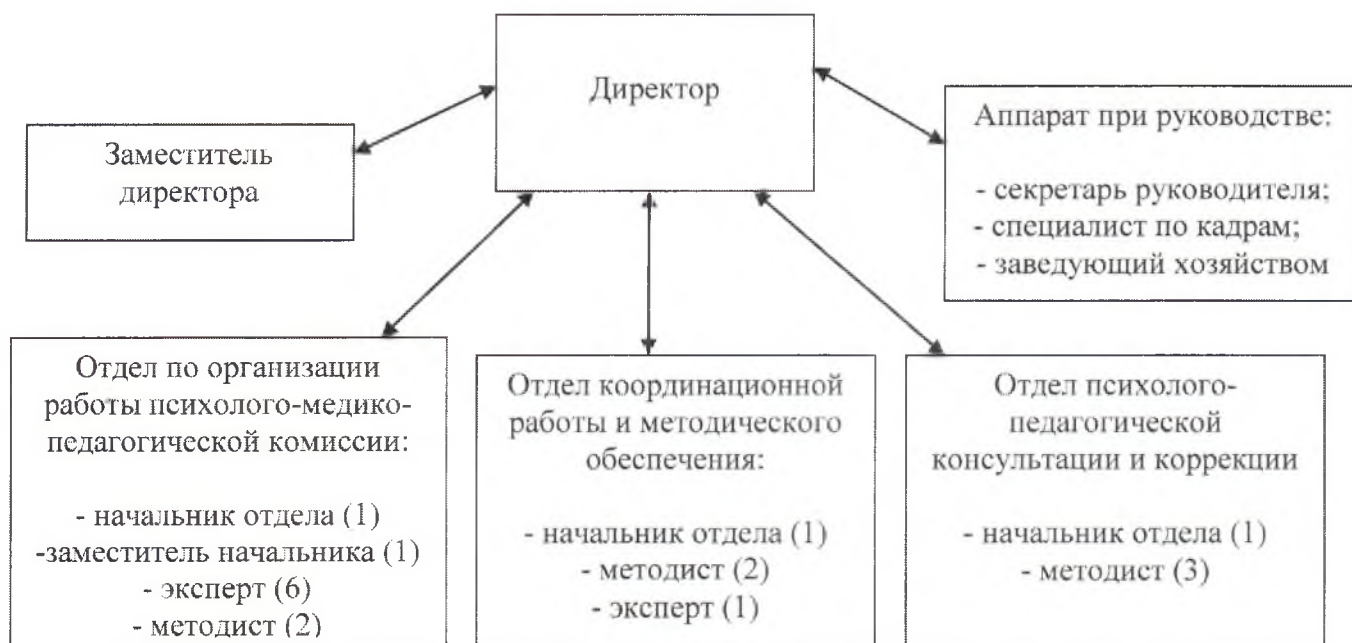 Директор
Заместитель
директора
Аппарат при руководстве:
- секретарь руководителя;
- специалист по кадрам;
- заведующий хозяйством
Отдел по организации
работы психолого-медико-
педагогической комиссии:
- начальник отдела (1)
-заместитель начальника (1)
- эксперт (6)
- методист (2)
Отдел координационной
работы и методического
обеспечения:
- начальник отдела (1)
- методист (2)
- эксперт (1)
Отдел психолого-
педагогической
консультации и коррекции
- начальник отдела (1)
- методист (3)